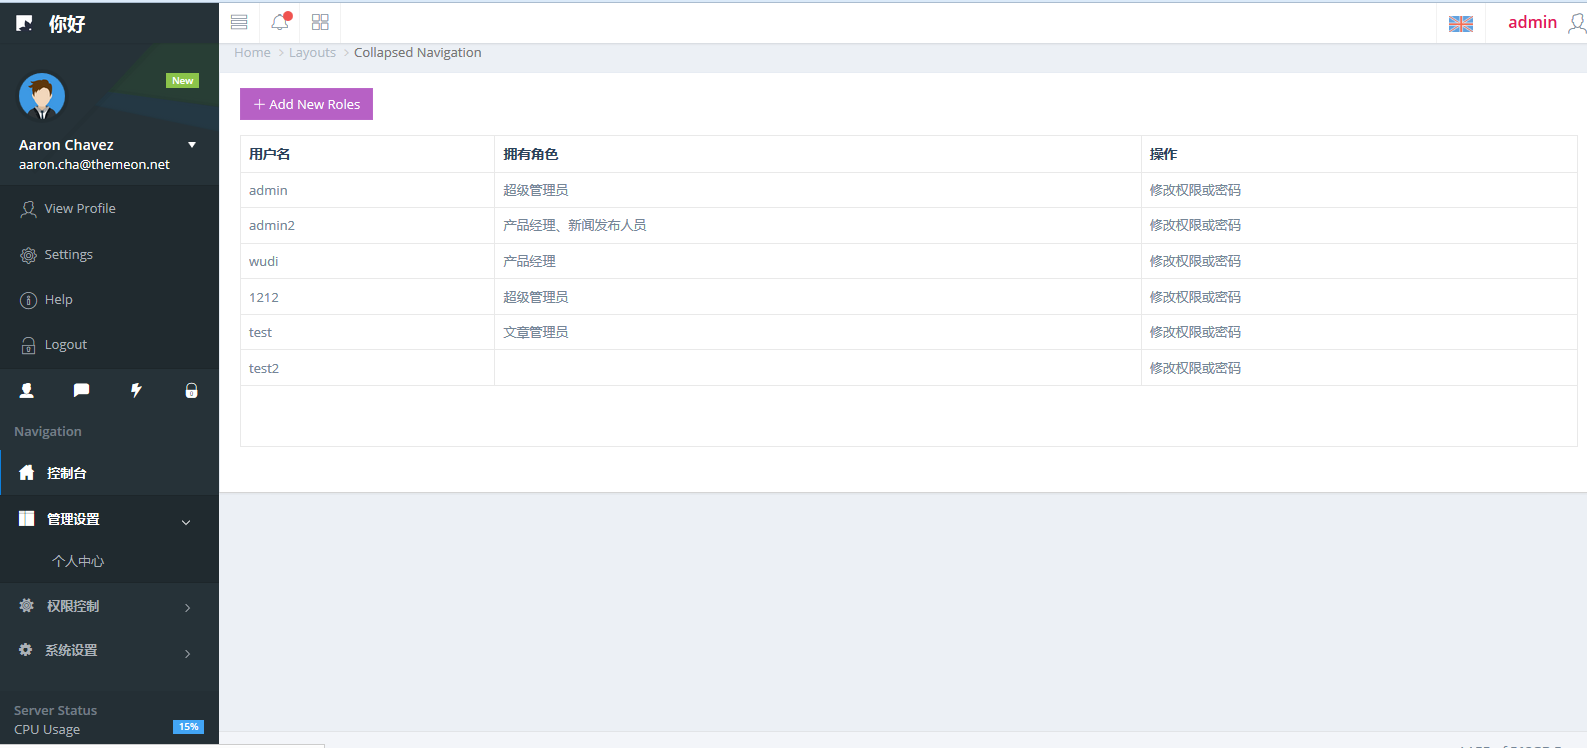 你好
admin
Home > Layouts > Collapsed Navigation
New
Aaron Chavez
aaron.cha@themeon.net
View Profile
Settings
Help
Logout
Navigation
控制台
管理设置
个人中心
权限控制
系统设置
Server Status
CPU Usage 15%
+ Add New Roles
用户名 拥有角色 操作
admin 超级管理员 修改权限或密码
admin2 产品经理、新闻发布人员 修改权限或密码
wudi 产品经理 修改权限或密码
1212 超级管理员 修改权限或密码
test 文章管理员 修改权限或密码
test2 修改权限或密码